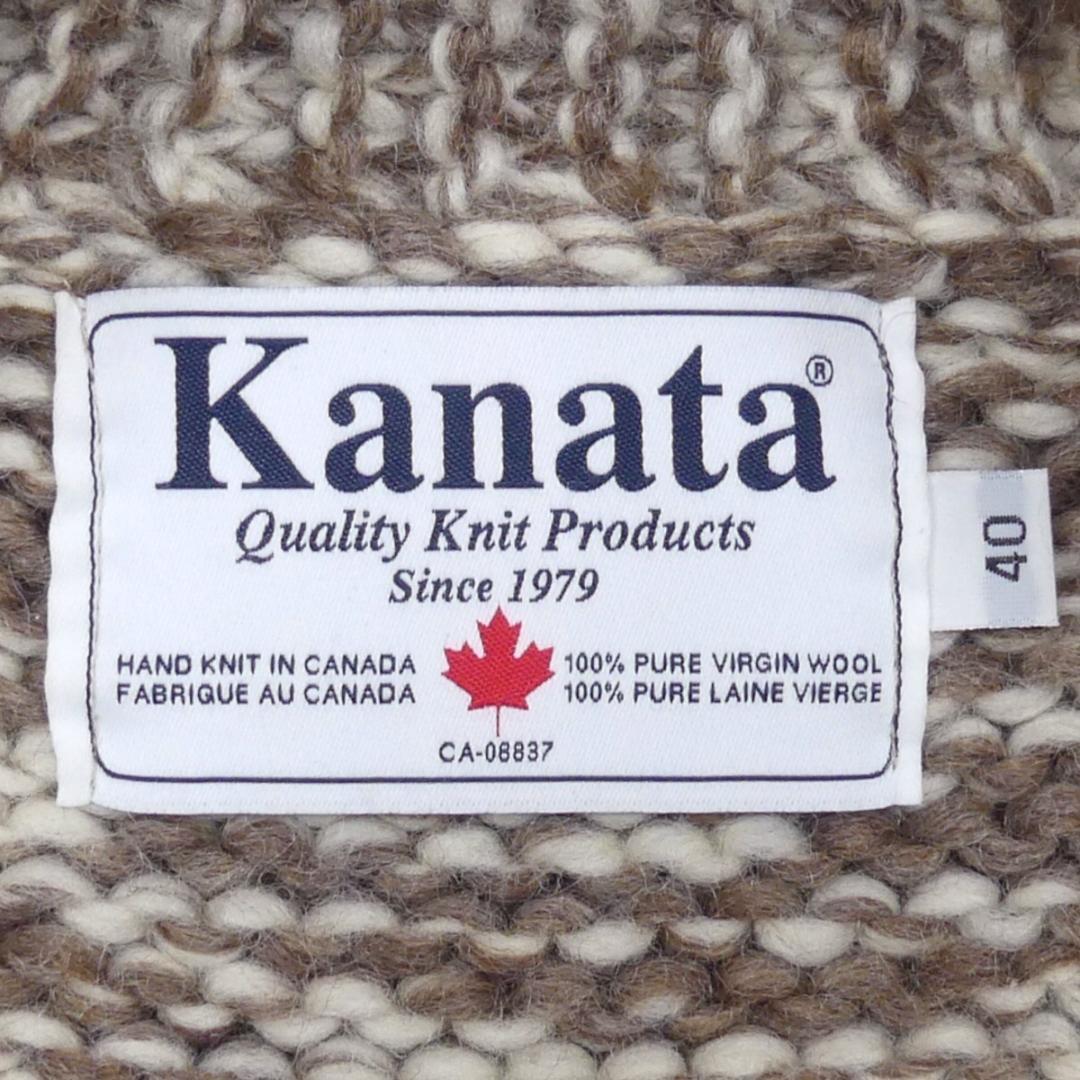 Kanata®
Quality Knit Products
Since 1979
HAND KNIT IN CANADA
FABRIQUE AU CANADA
100% PURE VIRGIN WOOL
100% PURE LAINE VIERGE
CA-08837
40